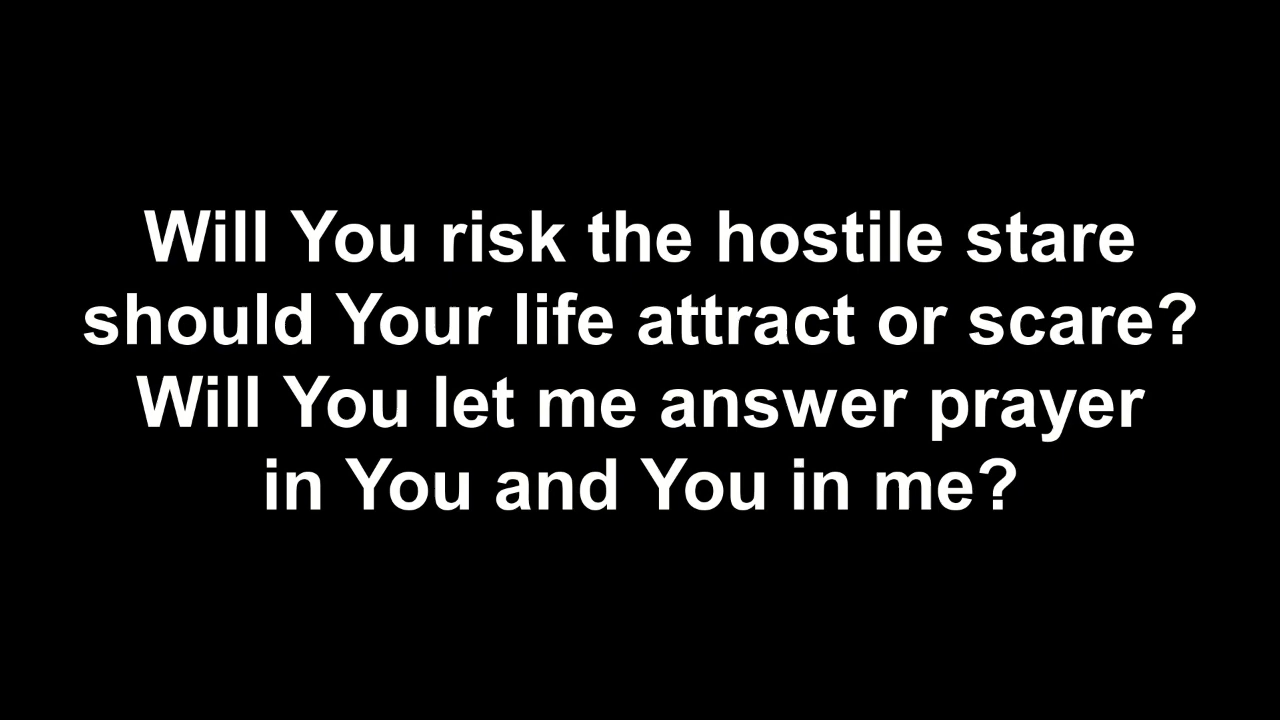 Will You risk the hostile stare
should Your life attract or scare?
Will You let me answer prayer
in You and You in me?